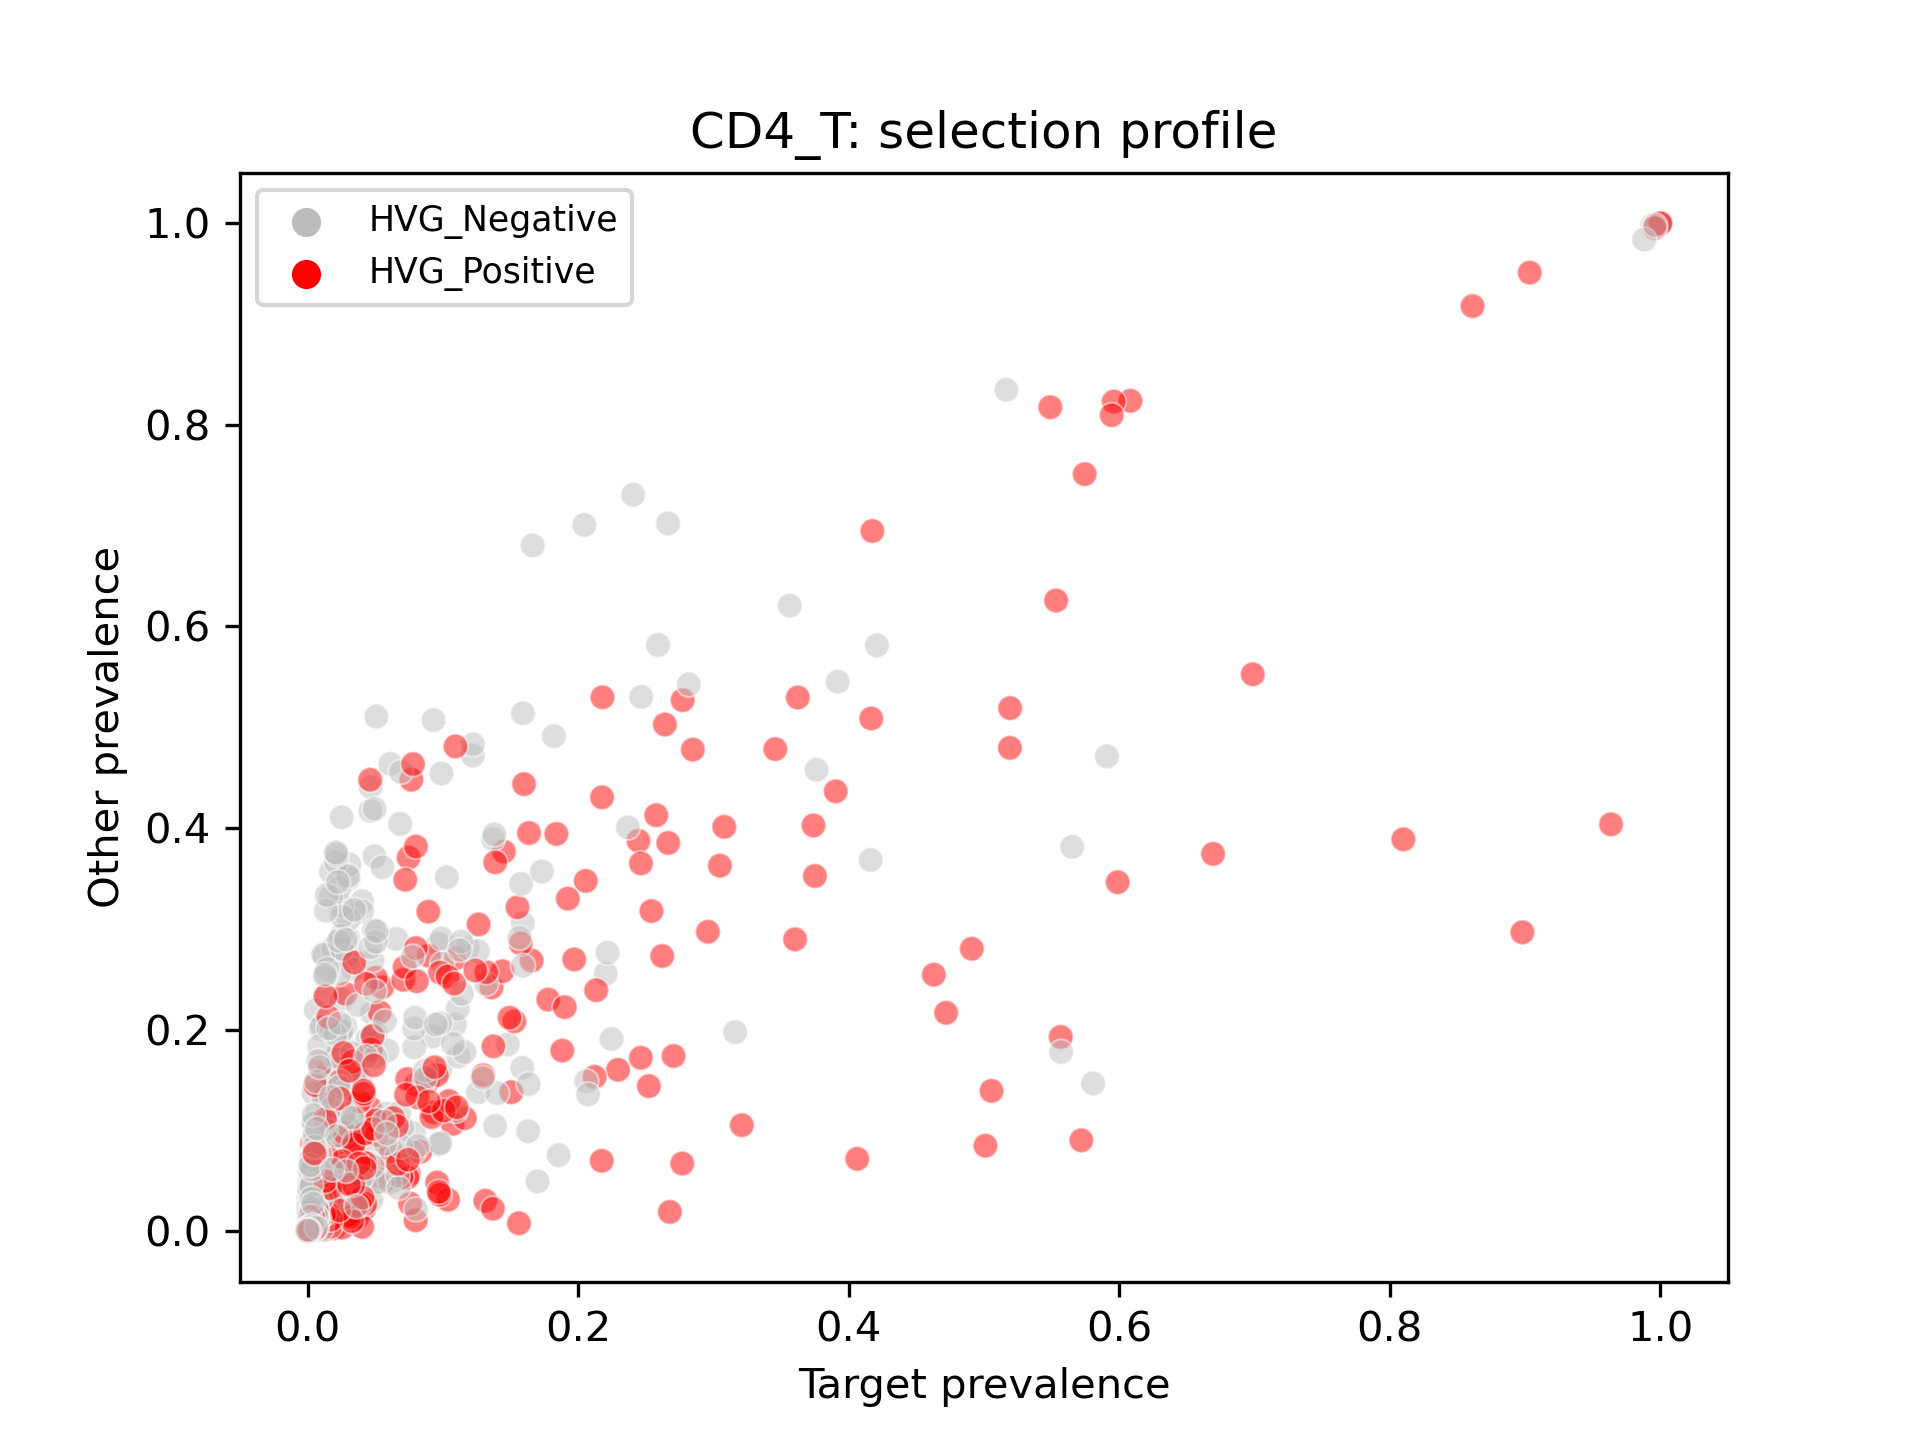 CD4_T: selection profile
HVG_Negative
HVG_Positive
1.0
0.8
0.6
0.4
0.2
0.0
Other prevalence
0.0 0.2 0.4 0.6 0.8 1.0
Target prevalence